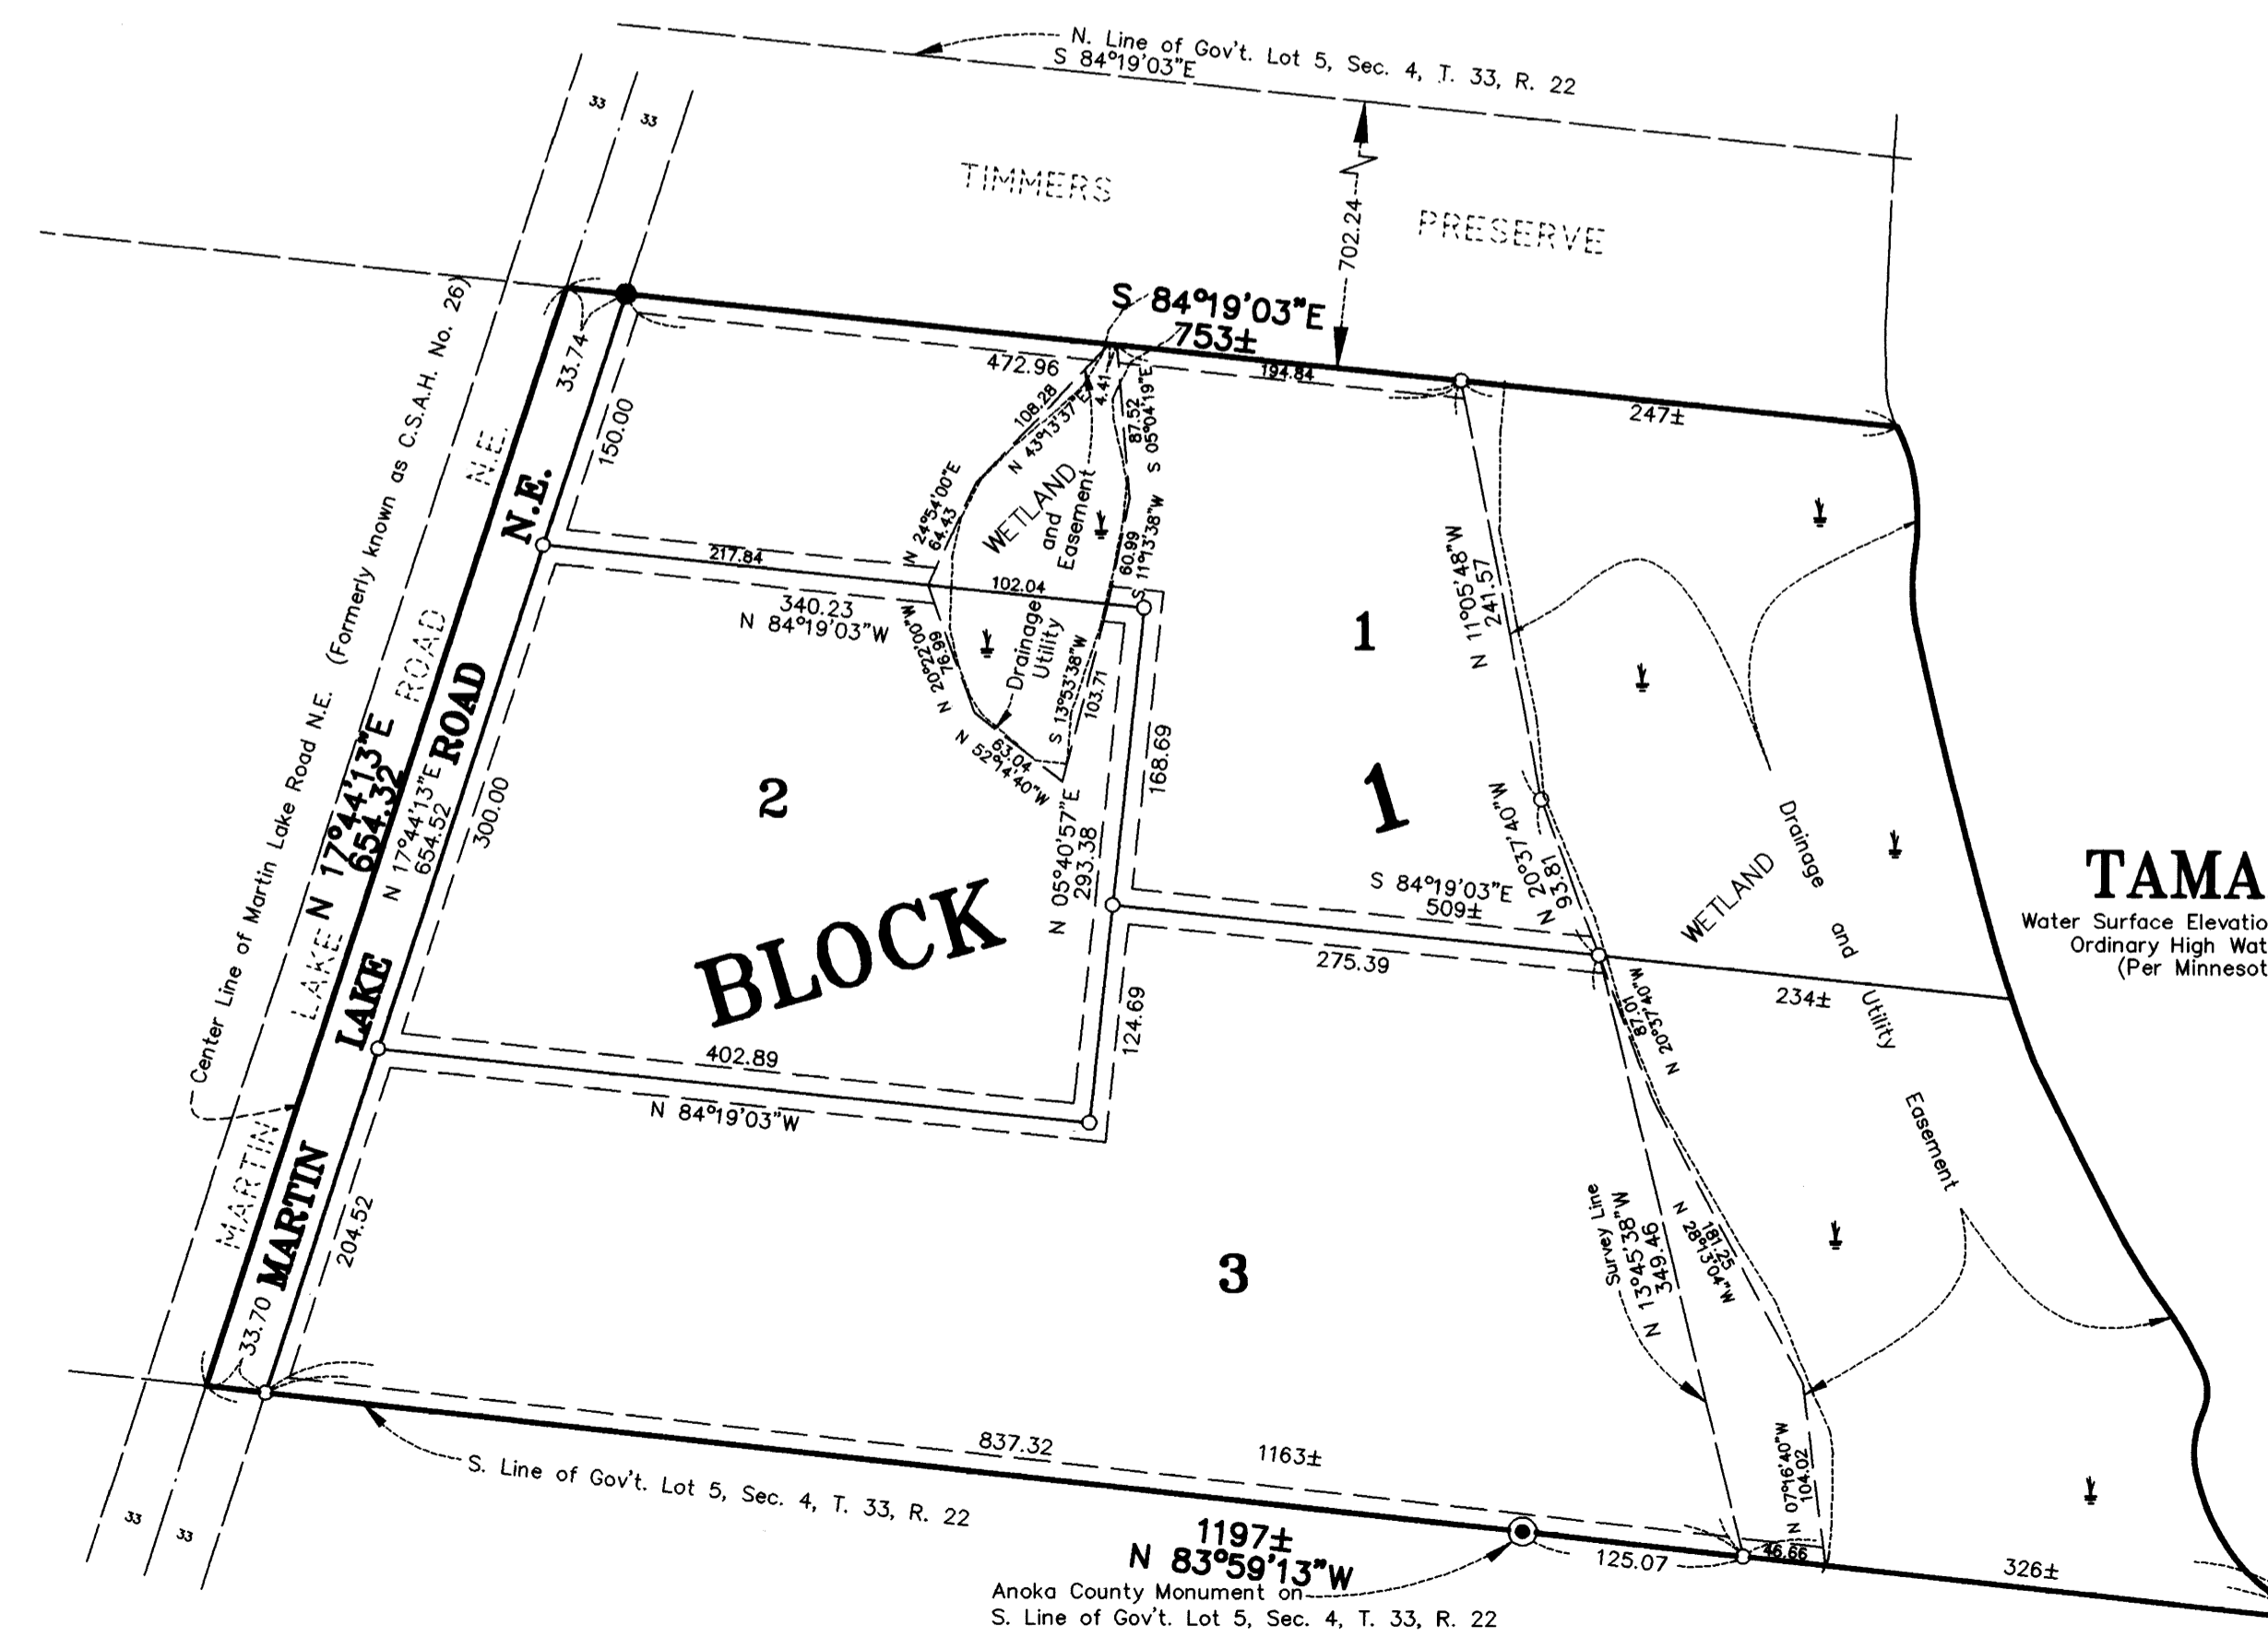 N. Line of Gov't. Lot 5, Sec. 4, T. 33, R. 22
S 84°19'03"E
33
33
TIMMERS
PRESERVE
702.24
S 84°19'03"E
753±
33.74
472.96
194.84
247±
150.00
108.28
N 43°13'37"E
4.41
87.52
S 05°04'19"E
N 24°54'00"E
64.43
WETLAND
Drainage and
Utility Easement
60.99
S 11°13'38"W
217.84
102.04
340.23
N 84°19'03"W
N 20°22'00"W
76.99
63.04
N 52°14'40"W
S 13°53'38"W
103.71
168.69
N 05°40'57"E
293.38
124.69
1
1
N 11°05'48"W
241.57
N 20°37'40"W
93.81
S 84°19'03"E
509±
275.39
234±
WETLAND
Drainage and Utility Easement
TAMA
Water Surface Elevatio
Ordinary High Wat
(Per Minnesot
Center Line of Martin Lake Road N.E. (Formerly known as C.S.A.H. No. 26)
MARTIN LAKE ROAD N.E.
N 17°44'13"E
654.32
MARTIN LAKE ROAD N.E.
N 17°44'13"E
654.52
300.00
2
BLOCK
402.89
N 84°19'03"W
87.01
N 20°37'40"W
204.52
33.70
3
Survey Line
N 13°45'38"W
349.46
181.25
N 28°13'04"W
N 07°16'40"W
104.02
837.32
1163±
S. Line of Gov't. Lot 5, Sec. 4, T. 33, R. 22
33
33
1197±
N 83°59'13"W
Anoka County Monument on
S. Line of Gov't. Lot 5, Sec. 4, T. 33, R. 22
125.07
46.66
326±